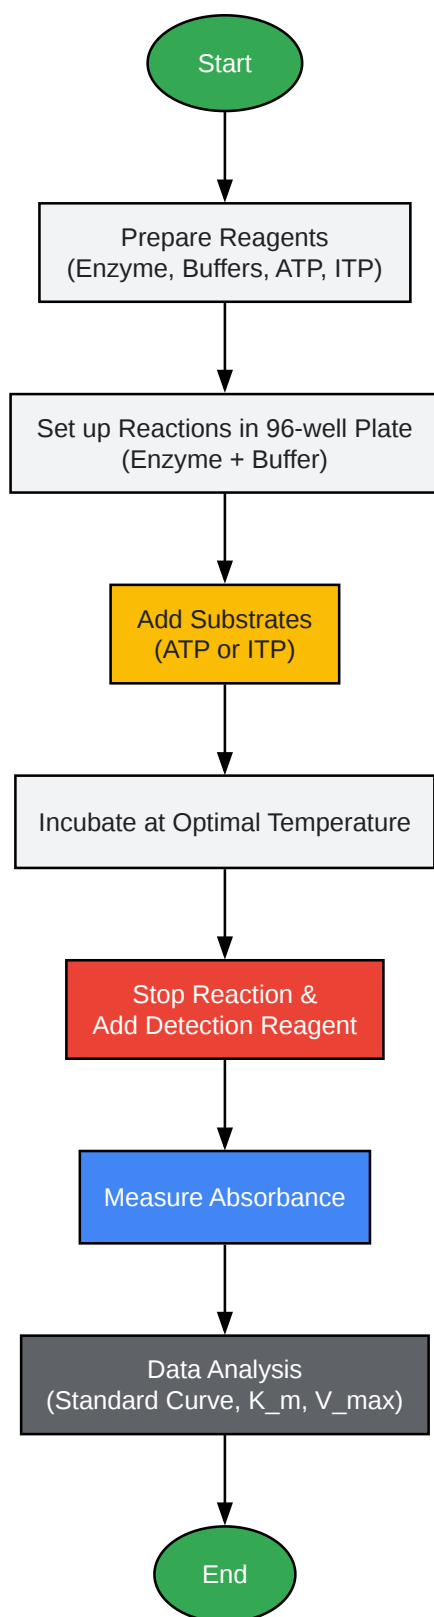 Start
Prepare Reagents
(Enzyme, Buffers, ATP, ITP)
Set up Reactions in 96-well Plate
(Enzyme + Buffer)
Add Substrates
(ATP or ITP)
Incubate at Optimal Temperature
Stop Reaction &
Add Detection Reagent
Measure Absorbance
Data Analysis
(Standard Curve, K_m, V_max)
End